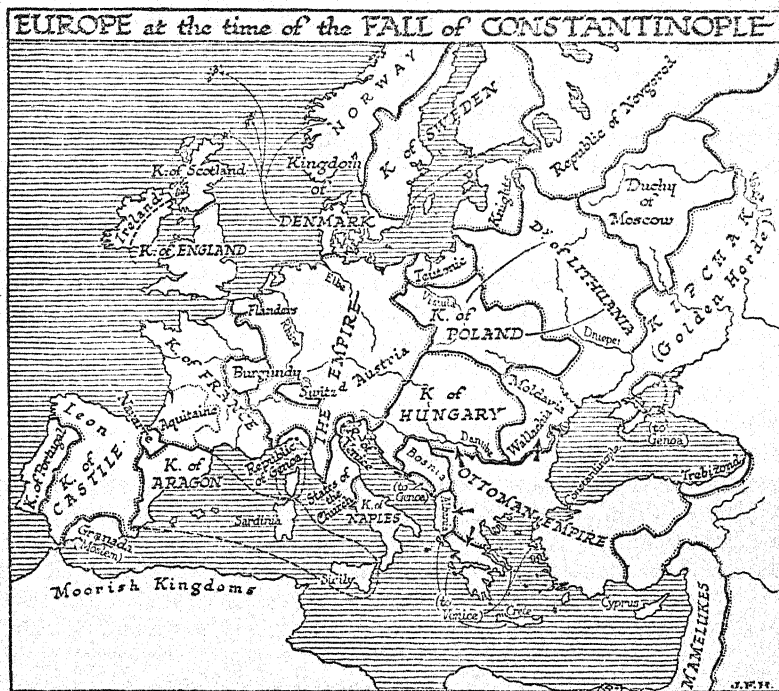 EUROPE at the time of the FALL of CONSTANTINOPLE
NORWAY
K. of SWEDEN
Republic of Novgorod
K. of Scotland
Kingdom
of
DENMARK
Ireland
K. of ENGLAND
Knights
Duchy
of
Moscow
Dy. of LITHUANIA
KIPCHAK
(Golden Horde)
Teutonic
Elbe
Vistula
K. of
POLAND
Dnieper
Flanders
Rhine
THE EMPIRE
K. of FRANCE
Burgundy
Switzd
Austria
K. of
HUNGARY
Moldavia
Wallachia
Danube
(to
Genoa)
Leon
Navarre
Aquitaine
K. of Portugal
K. of
CASTILE
K. of
ARAGON
Republic
of Genoa
States of
the
Church
Bosnia
(to
Genoa)
K. of
NAPLES
OTTOMAN EMPIRE
Constantinople
Trebizond
Sardinia
Granada
(Moslem)
Sicily
Moorish Kingdoms
(to
Venice)
Crete
Cyprus
MAMELUKES
J.F.H.